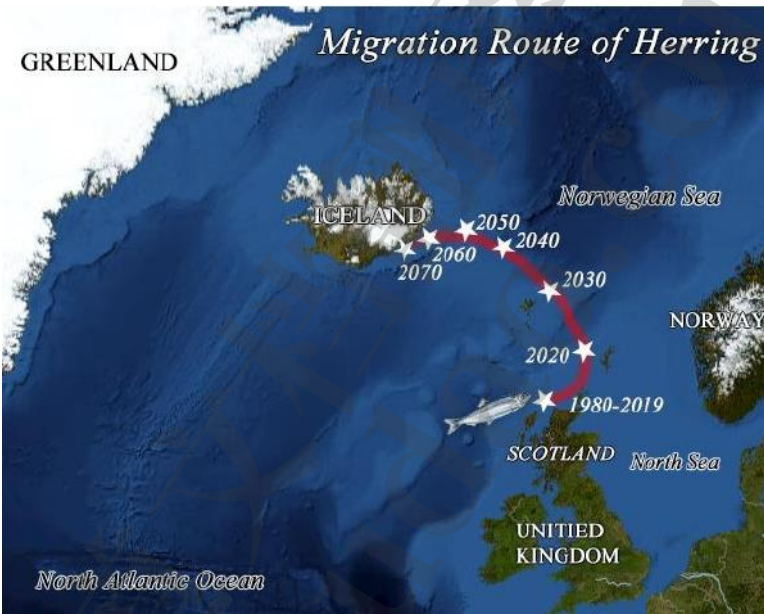 Migration Route of Herring
GREENLAND
Norwegian Sea
ICELAND
2050
2040
2060
2070
2030
NORWAY
2020
1980-2019
SCOTLAND
North Sea
UNITIED
KINGDOM
North Atlantic Ocean